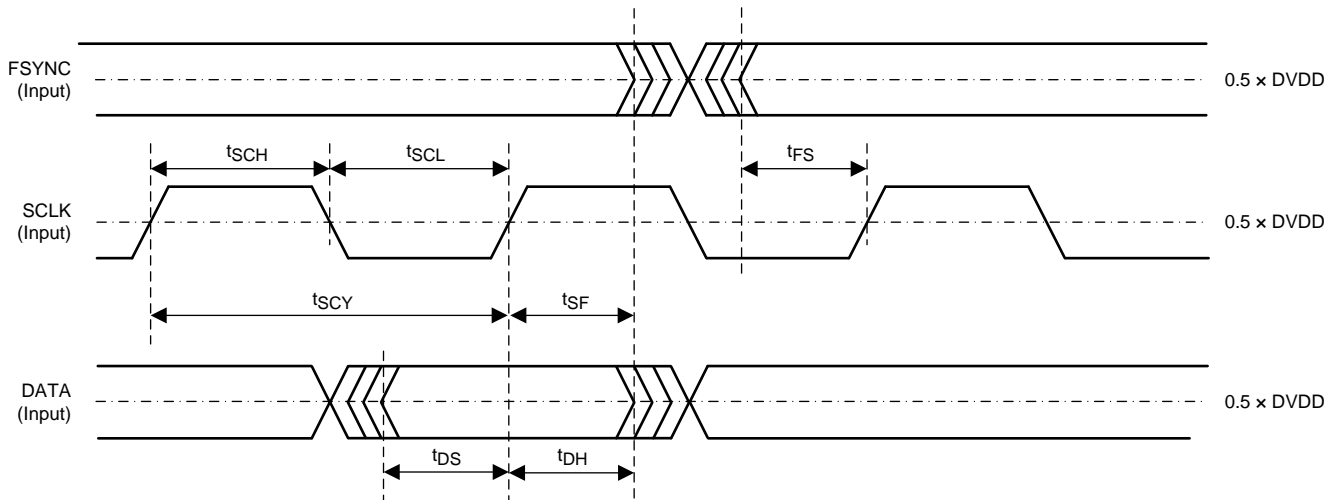 FSYNC
(Input)
0.5 × DVDD
tSCH
tSCL
tFS
SCLK
(Input)
0.5 × DVDD
tSCY
tSF
DATA
(Input)
0.5 × DVDD
tDS
tDH